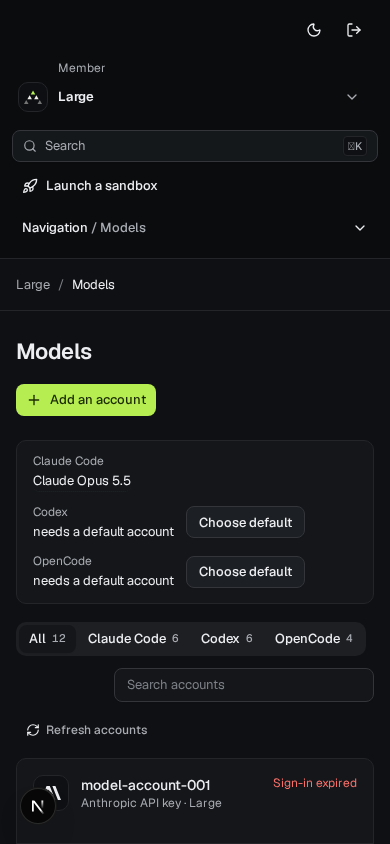 Member
Large
Search
K
Launch a sandbox
Navigation / Models
Large / Models
Models
+ Add an account
Claude Code
Claude Opus 5.5
Codex
needs a default account
Choose default
OpenCode
needs a default account
Choose default
All 12 Claude Code 6 Codex 6 OpenCode 4
Search accounts
Refresh accounts
model-account-001
Sign-in expired
Anthropic API key · Large
N